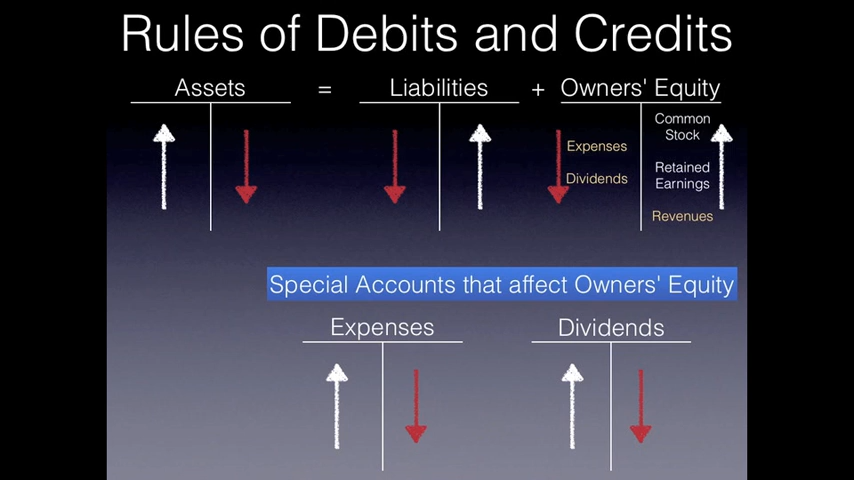 Rules of Debits and Credits
Assets = Liabilities + Owners' Equity
Common
Stock
Expenses
Retained
Earnings
Dividends
Revenues
Special Accounts that affect Owners' Equity
Expenses
Dividends